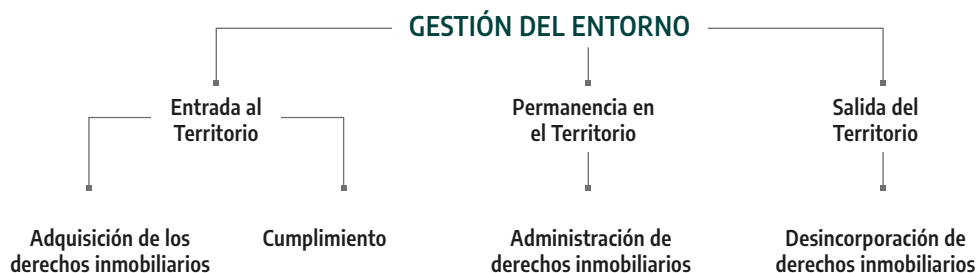 GESTIÓN DEL ENTORNO
Entrada al
Territorio
Permanencia en
el Territorio
Salida del
Territorio
Adquisición de los
derechos inmobiliarios
Cumplimiento
Administración de
derechos inmobiliarios
Desincorporación de
derechos inmobiliarios